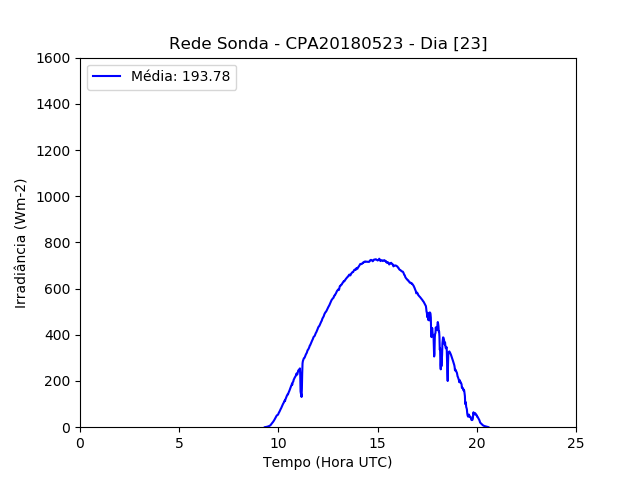 Rede Sonda - CPA20180523 - Dia [23]
Média: 193.78
1600
1400
1200
1000
800
600
400
200
0
Irradiância (Wm-2)
0 5 10 15 20 25
Tempo (Hora UTC)